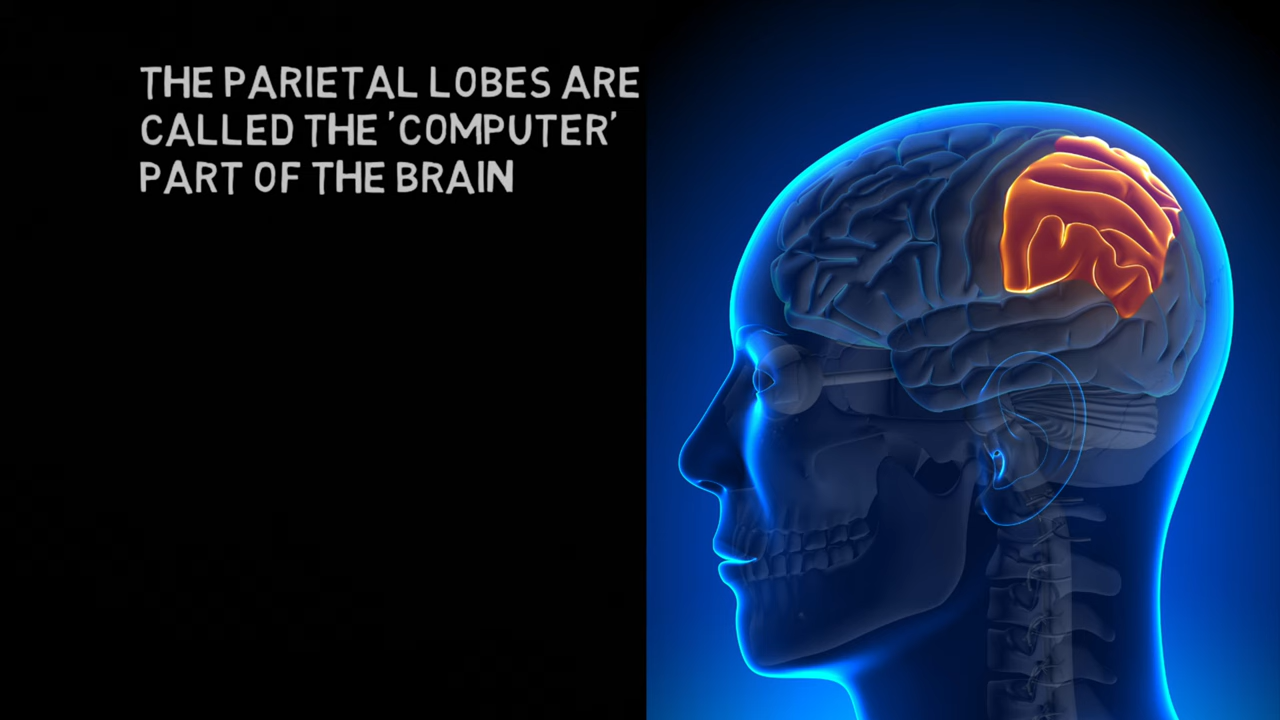 THE PARIETAL LOBES ARE
CALLED THE 'COMPUTER'
PART OF THE BRAIN